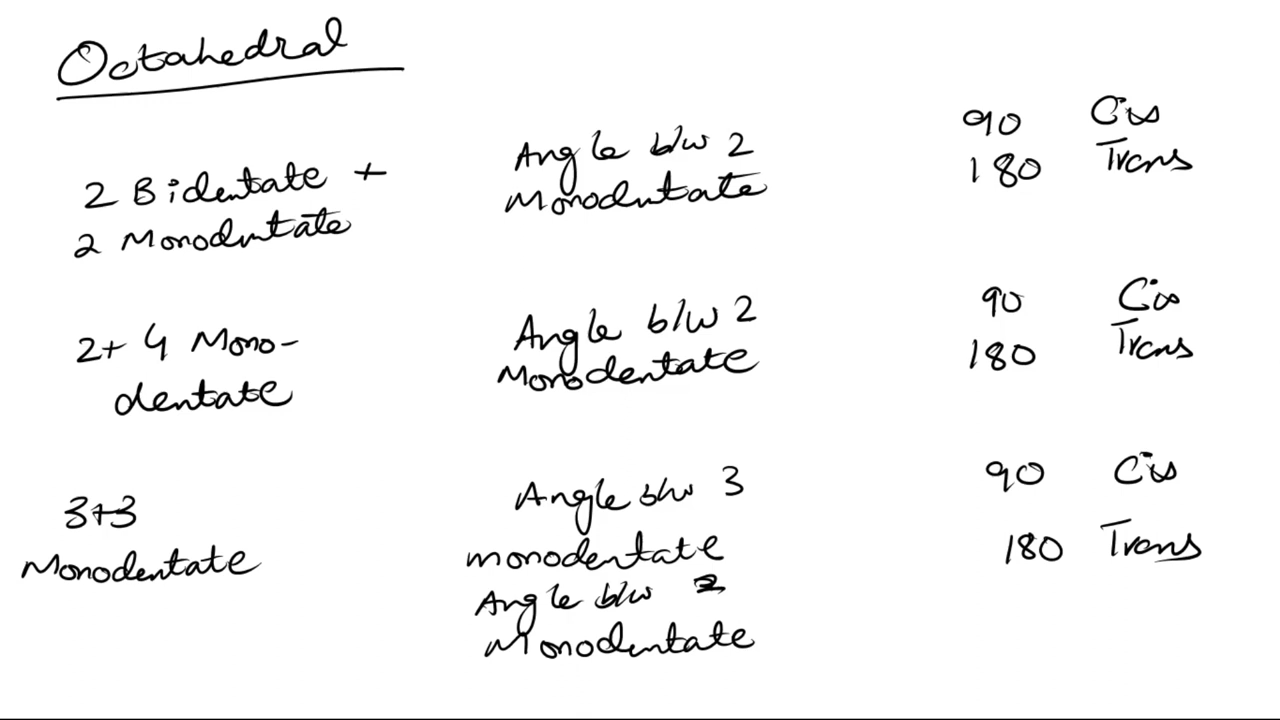 Octahedral
2 Bidentate +
2 Monodentate
Angle b/w 2
Monodentate
90 Cis
180 Trans
2+ 4 Mono-
dentate
Angle b/w 2
Monodentate
90 Cis
180 Trans
3+3
Monodentate
Angle b/w 3
monodentate
Angle b/w 2
Monodentate
90 Cis
180 Trans